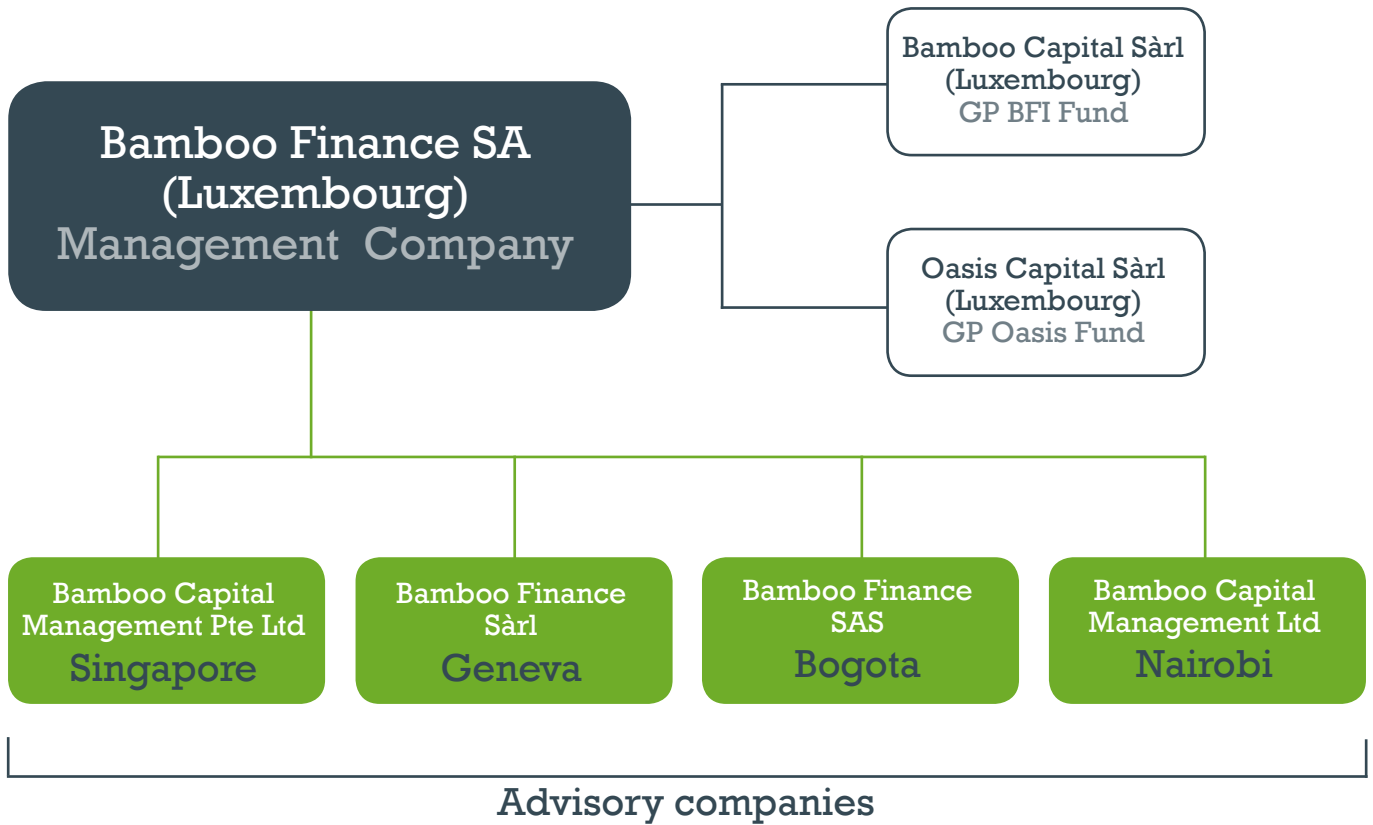 Bamboo Finance SA
(Luxembourg)
Management Company
Bamboo Capital Sàrl
(Luxembourg)
GP BFI Fund
Oasis Capital Sàrl
(Luxembourg)
GP Oasis Fund
Bamboo Capital
Management Pte Ltd
Singapore
Bamboo Finance
Sàrl
Geneva
Bamboo Finance
SAS
Bogota
Bamboo Capital
Management Ltd
Nairobi
Advisory companies